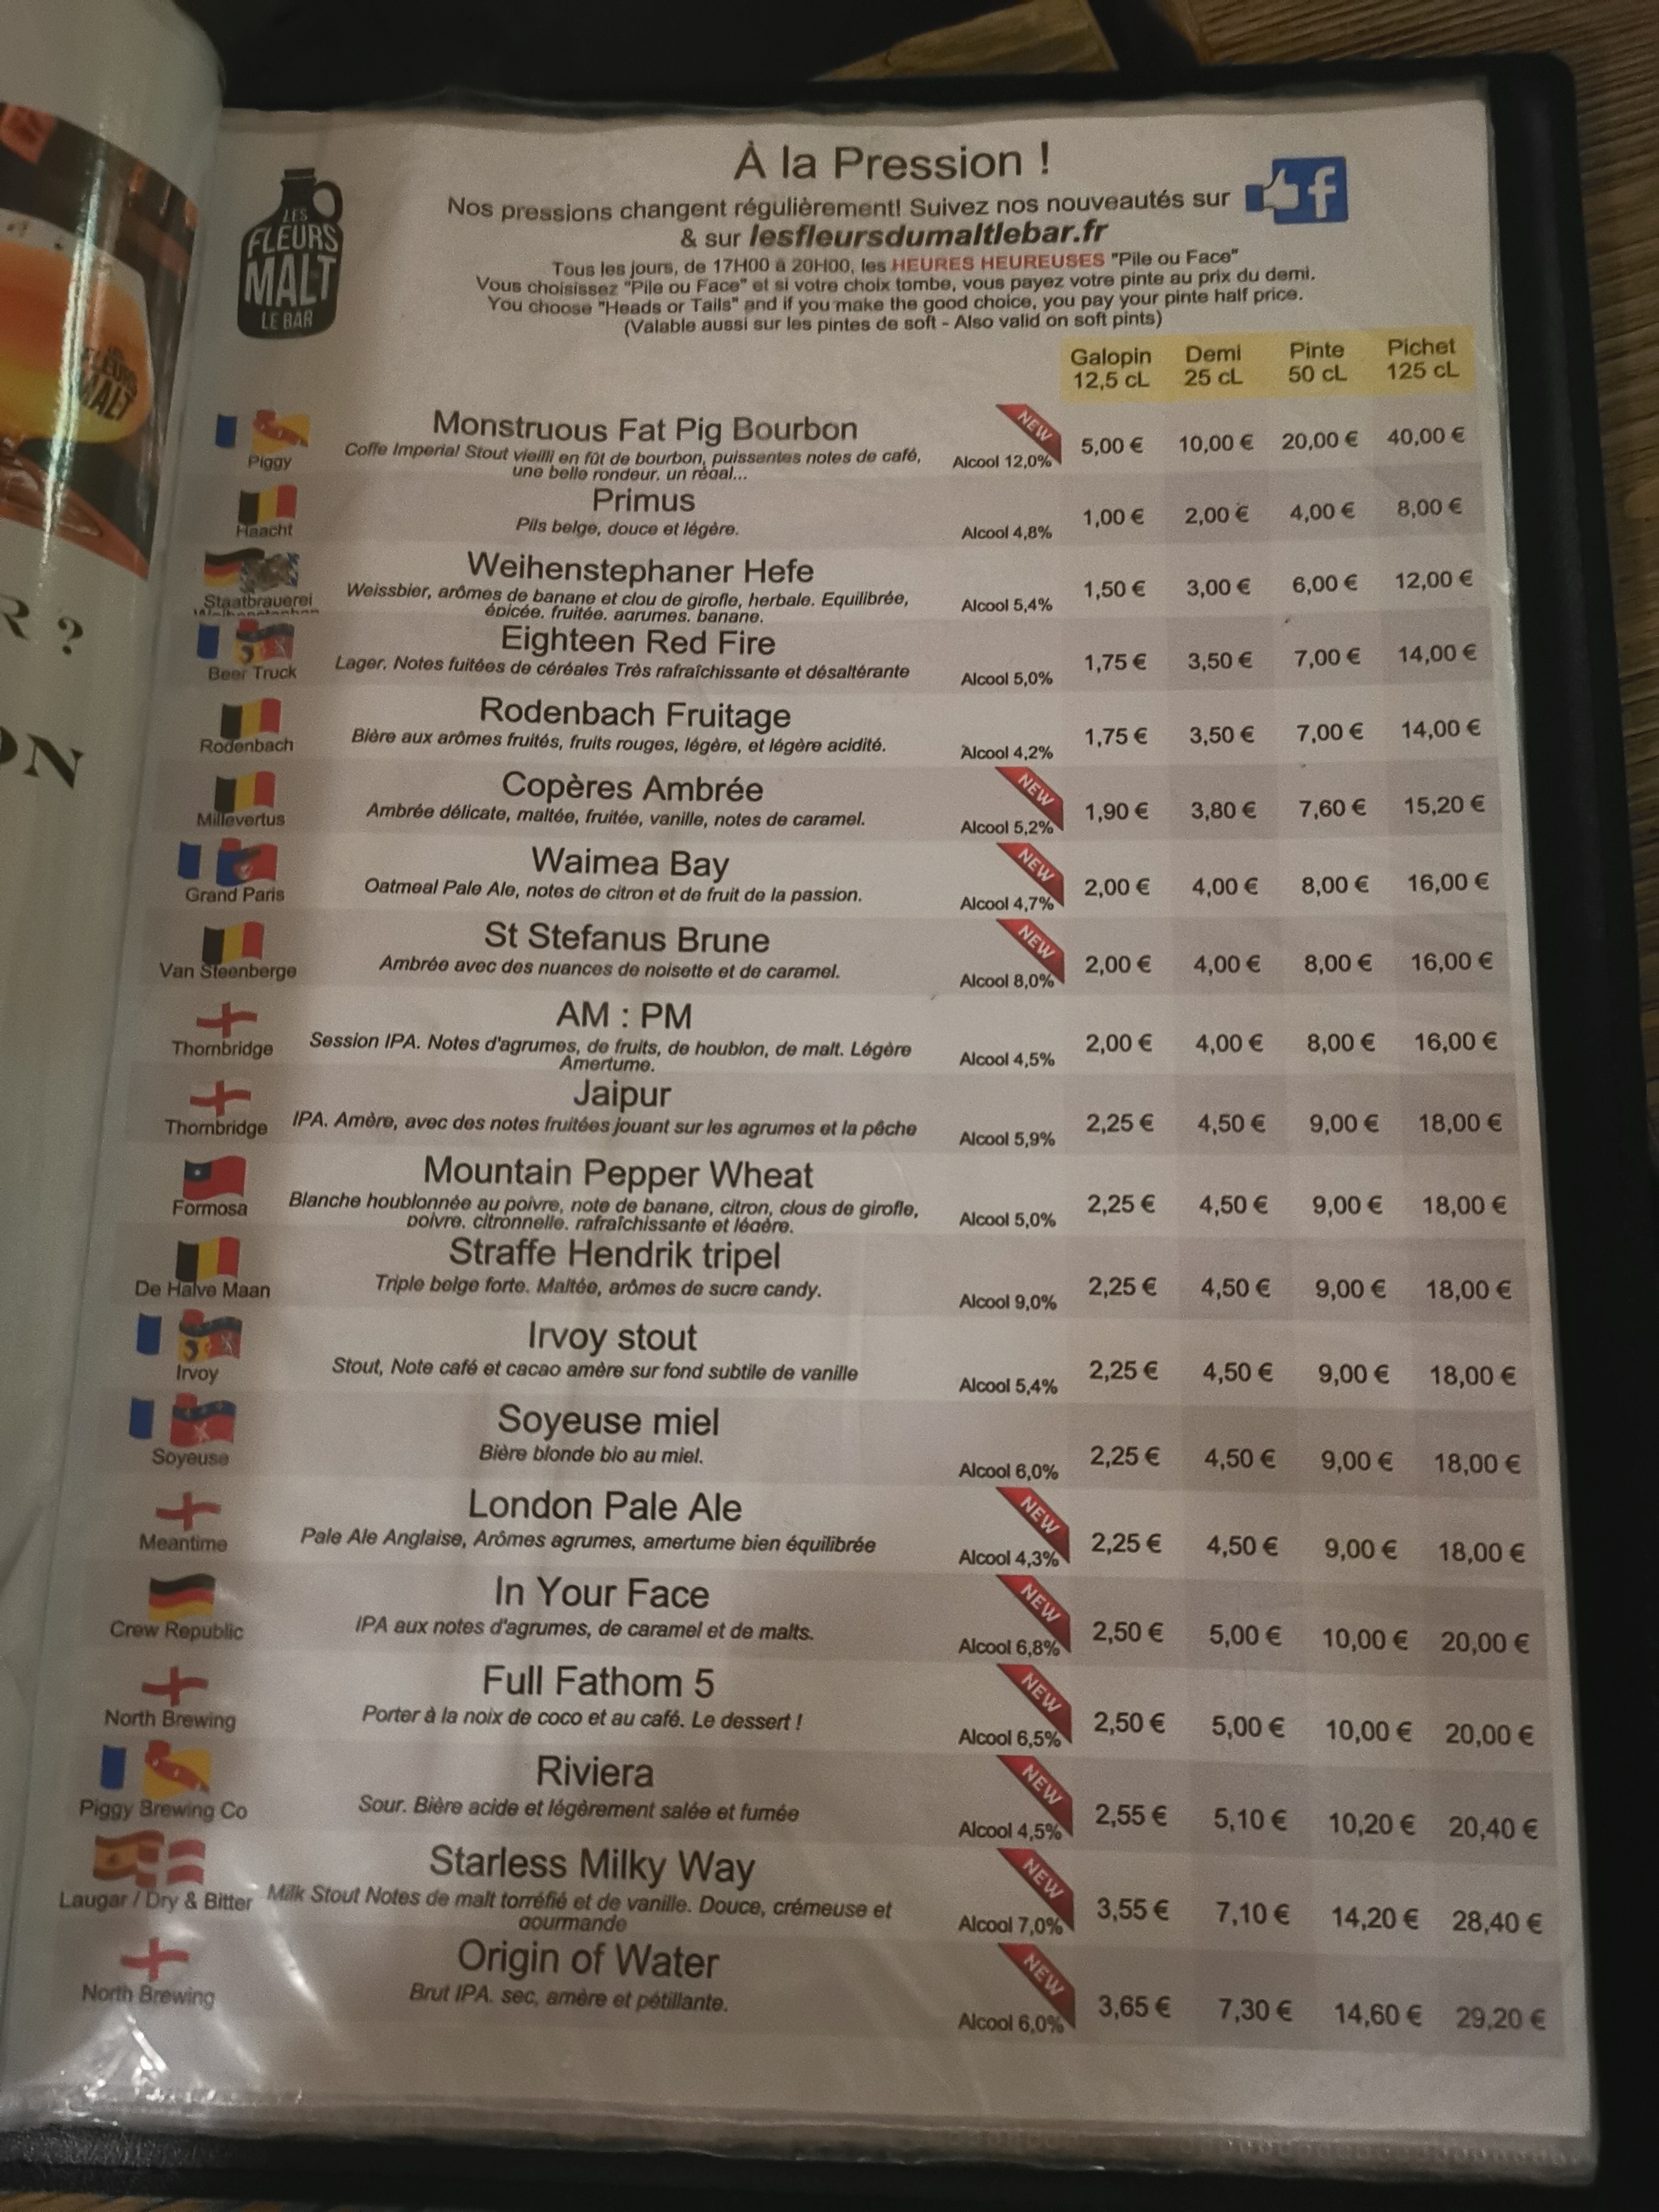 À la Pression !
Nos pressions changent régulièrement! Suivez nos nouveautés sur
& sur lesfleursdumaltlebar.fr
Tous les jours, de 17H00 à 20H00, les HEURES HEUREUSES "Pile ou Face"
Vous choisissez "Pile ou Face" et si votre choix tombe, vous payez votre pinte au prix du demi.
You choose "Heads or Tails" and if you make the good choice, you pay your pinte half price.
(Valable aussi sur les pintes de soft - Also valid on soft pints)
LES
FLEURS
MALT
LE BAR
Galopin Demi Pinte Pichet
12,5 cL 25 cL 50 cL 125 cL
Monstruous Fat Pig Bourbon
Piggy Coffe Imperial Stout vieilli en fût de bourbon, puissantes notes de café, NEW Alcool 12,0% 5,00 € 10,00 € 20,00 € 40,00 €
une belle rondeur. un régal...
Primus
Haacht Pils belge, douce et légère. Alcool 4,8% 1,00 € 2,00 € 4,00 € 8,00 €
Weihenstephaner Hefe
Staatbrauerei Weissbier, arômes de banane et clou de girofle, herbale. Equilibrée, Alcool 5,4% 1,50 € 3,00 € 6,00 € 12,00 €
épicée. fruitée. agrumes. banane.
Eighteen Red Fire
Beer Truck Lager. Notes fuitées de céréales Très rafraîchissante et désaltérante Alcool 5,0% 1,75 € 3,50 € 7,00 € 14,00 €
Rodenbach Fruitage
Rodenbach Bière aux arômes fruités, fruits rouges, légère, et légère acidité. Alcool 4,2% 1,75 € 3,50 € 7,00 € 14,00 €
Copères Ambrée
Millevertus Ambrée délicate, maltée, fruitée, vanille, notes de caramel. NEW Alcool 5,2% 1,90 € 3,80 € 7,60 € 15,20 €
Waimea Bay
Grand Paris Oatmeal Pale Ale, notes de citron et de fruit de la passion. NEW Alcool 4,7% 2,00 € 4,00 € 8,00 € 16,00 €
St Stefanus Brune
Van Steenberge Ambrée avec des nuances de noisette et de caramel. NEW Alcool 8,0% 2,00 € 4,00 € 8,00 € 16,00 €
AM : PM
Thornbridge Session IPA. Notes d'agrumes, de fruits, de houblon, de malt. Légère Alcool 4,5% 2,00 € 4,00 € 8,00 € 16,00 €
Amertume.
Jaipur
Thornbridge IPA. Amère, avec des notes fruitées jouant sur les agrumes et la pêche Alcool 5,9% 2,25 € 4,50 € 9,00 € 18,00 €
Mountain Pepper Wheat
Formosa Blanche houblonnée au poivre, note de banane, citron, clous de girofle, Alcool 5,0% 2,25 € 4,50 € 9,00 € 18,00 €
poivre. citronnelle. rafraîchissante et légère.
Straffe Hendrik tripel
De Halve Maan Triple belge forte. Maltée, arômes de sucre candy. Alcool 9,0% 2,25 € 4,50 € 9,00 € 18,00 €
Irvoy stout
Irvoy Stout, Note café et cacao amère sur fond subtile de vanille Alcool 5,4% 2,25 € 4,50 € 9,00 € 18,00 €
Soyeuse miel
Soyeuse Bière blonde bio au miel. Alcool 6,0% 2,25 € 4,50 € 9,00 € 18,00 €
London Pale Ale
Meantime Pale Ale Anglaise, Arômes agrumes, amertume bien équilibrée NEW Alcool 4,3% 2,25 € 4,50 € 9,00 € 18,00 €
In Your Face
Crew Republic IPA aux notes d'agrumes, de caramel et de malts. NEW Alcool 6,8% 2,50 € 5,00 € 10,00 € 20,00 €
Full Fathom 5
North Brewing Porter à la noix de coco et au café. Le dessert ! NEW Alcool 6,5% 2,50 € 5,00 € 10,00 € 20,00 €
Riviera
Piggy Brewing Co Sour. Bière acide et légèrement salée et fumée NEW Alcool 4,5% 2,55 € 5,10 € 10,20 € 20,40 €
Starless Milky Way
Laugar / Dry & Bitter Milk Stout Notes de malt torréfié et de vanille. Douce, crémeuse et NEW Alcool 7,0% 3,55 € 7,10 € 14,20 € 28,40 €
gourmande
Origin of Water
North Brewing Brut IPA. sec, amère et pétillante. NEW Alcool 6,0% 3,65 € 7,30 € 14,60 € 29,20 €